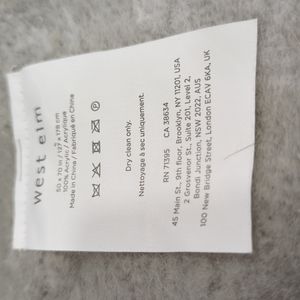 west elm
50 x 70 in / 127 x 178 cm
100% Acrylic / Acrylique
Made in China / Fabriqué en Chine
Dry clean only.
Nettoyage à sec uniquement.
RN 71395 CA 38634
45 Main St., 9th floor, Brooklyn, NY 11201, USA
2 Grosvenor St., Suite 201, Level 2,
Bondi Junction, NSW 2022, AUS
100 New Bridge Street, London EC4V 6KA, UK